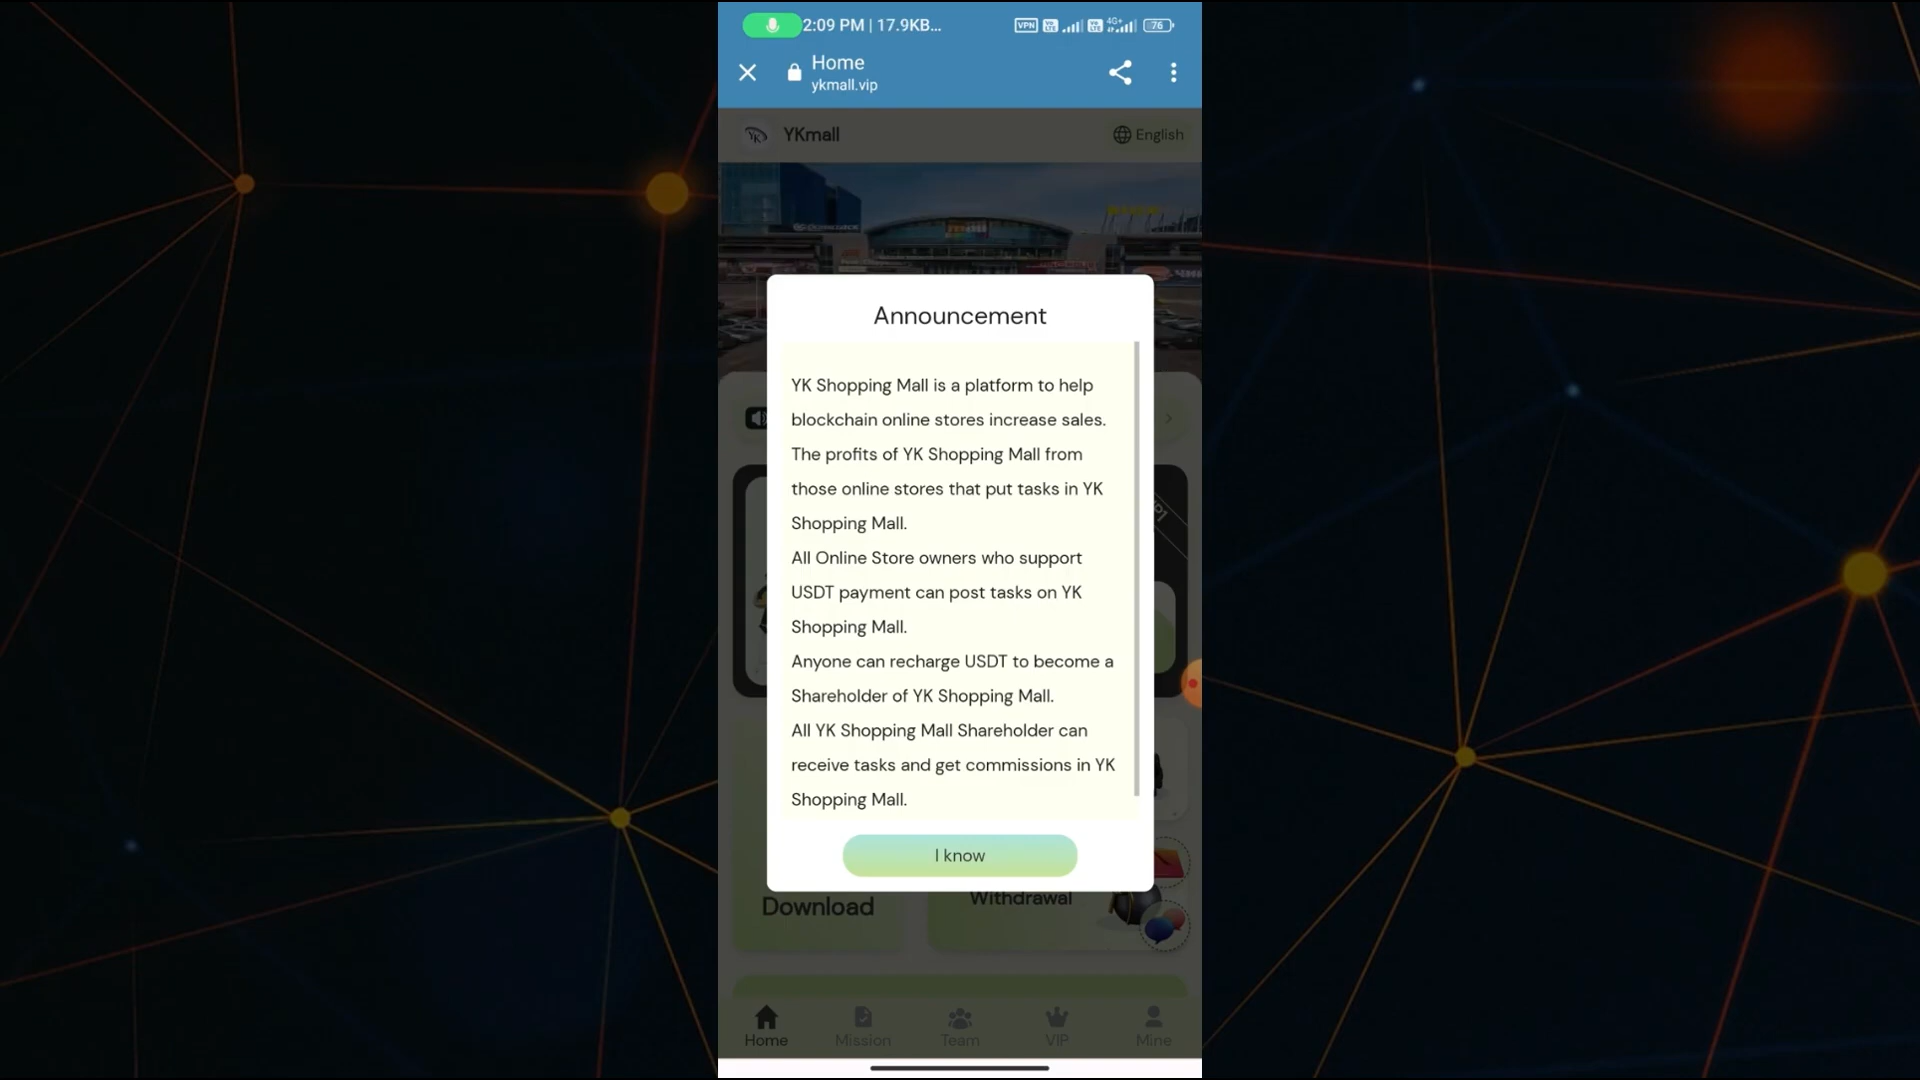 2:09 PM | 17.9KB...
VPN
4G+
76
Home
ykmall.vip
YKmall
English
mall
Announcement
YK Shopping Mall is a platform to help
blockchain online stores increase sales.
The profits of YK Shopping Mall from
those online stores that put tasks in YK
Shopping Mall.
All Online Store owners who support
USDT payment can post tasks on YK
Shopping Mall.
Anyone can recharge USDT to become a
Shareholder of YK Shopping Mall.
All YK Shopping Mall Shareholder can
receive tasks and get commissions in YK
Shopping Mall.
I know
Download
Withdrawal
Home
Mission
Team
VIP
Mine